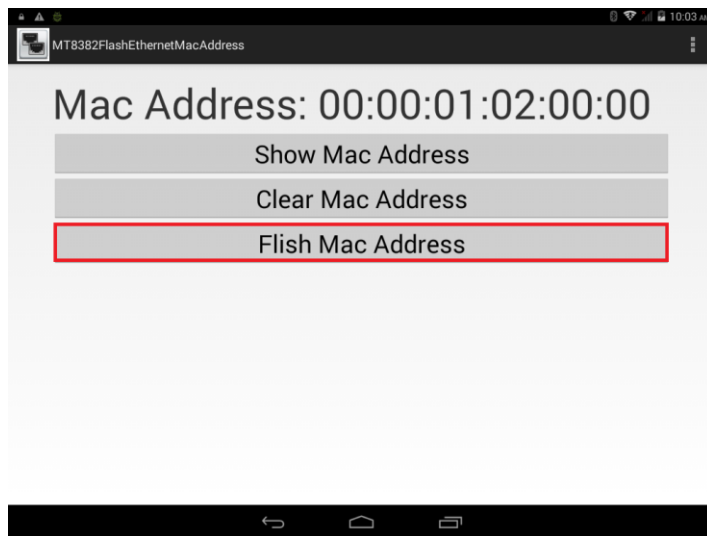 10:03 AM
MT8382FlashEthernetMacAddress
Mac Address: 00:00:01:02:00:00
Show Mac Address
Clear Mac Address
Flish Mac Address